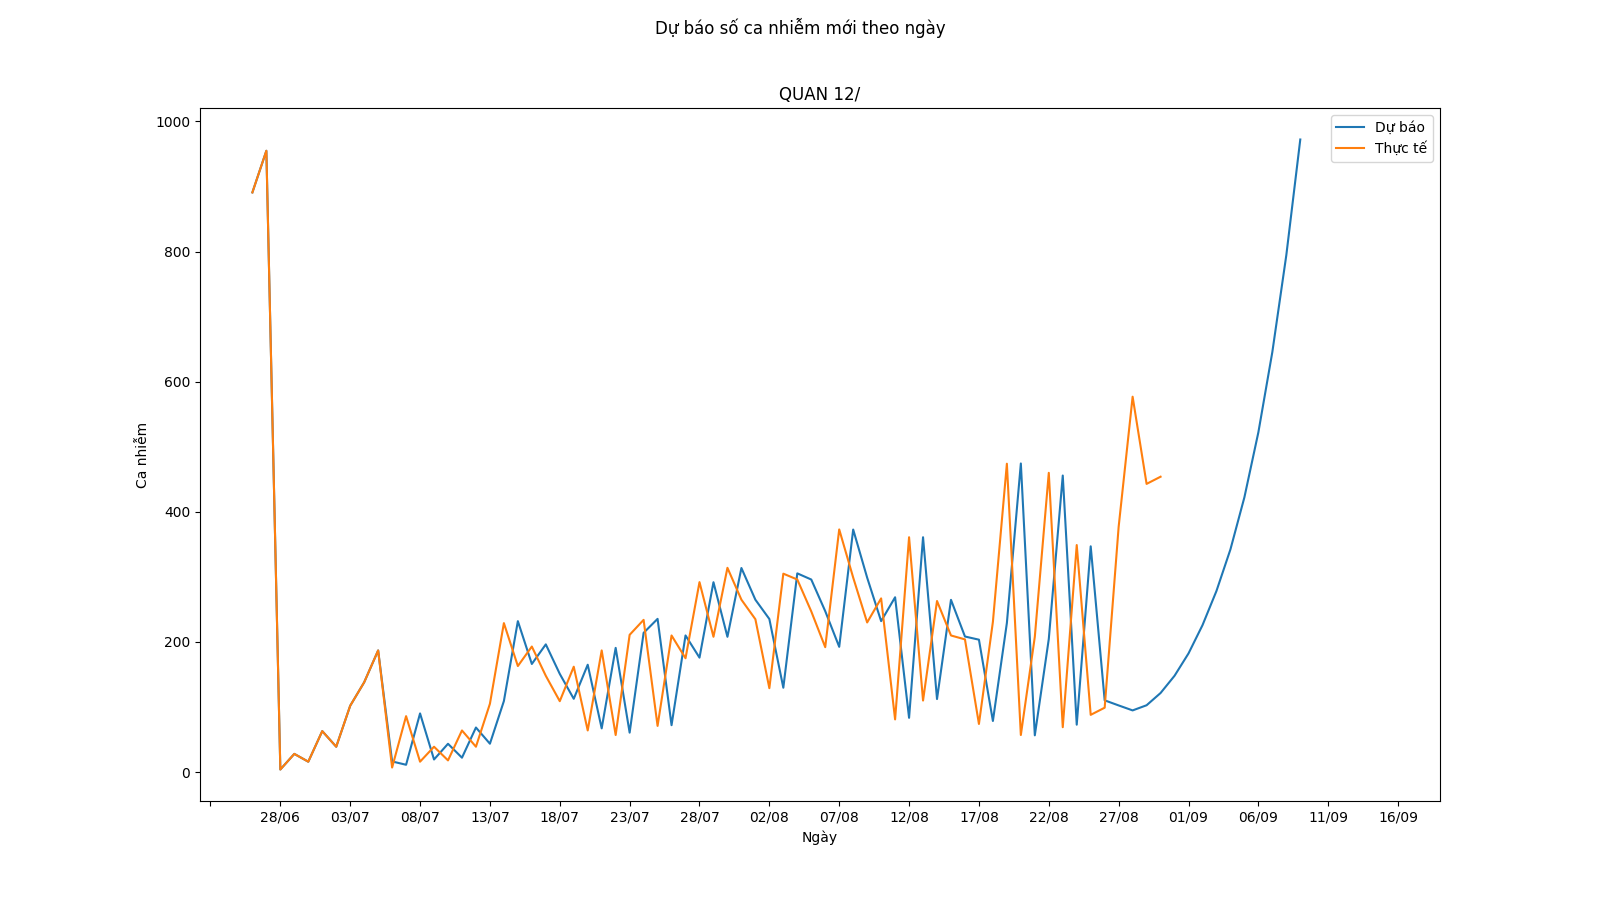 Dự báo số ca nhiễm mới theo ngày
QUAN 12/
Dự báo
Thực tế
1000
800
600
400
200
0
Ca nhiễm
28/06 03/07 08/07 13/07 18/07 23/07 28/07 02/08 07/08 12/08 17/08 22/08 27/08 01/09 06/09 11/09 16/09
Ngày